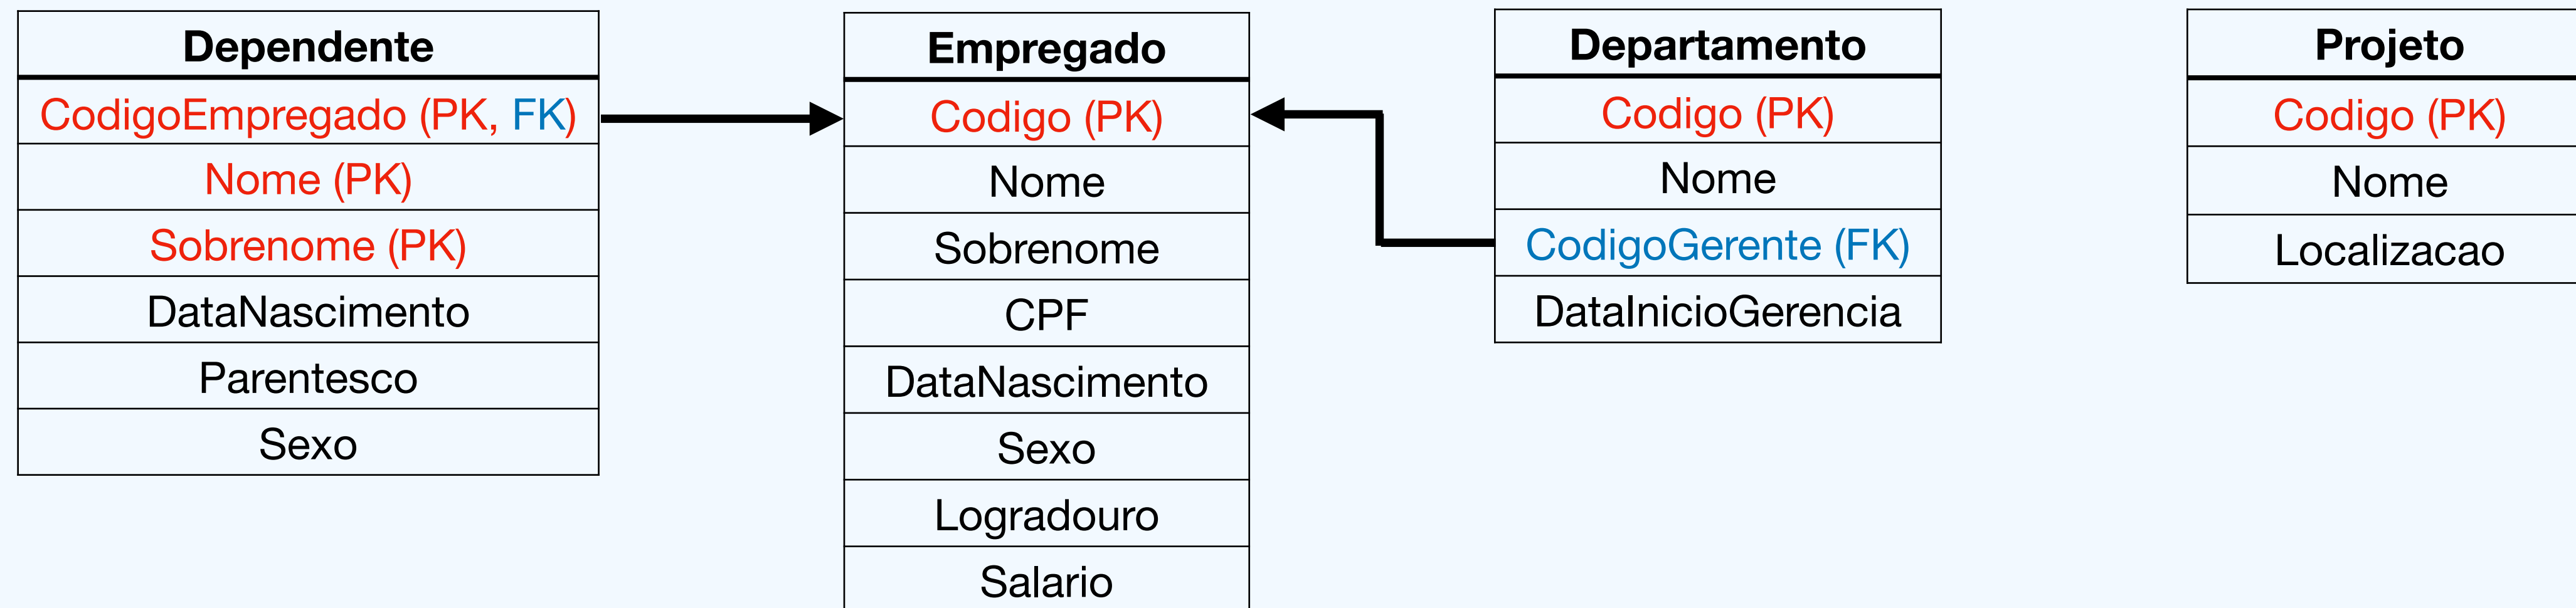 Dependente
CodigoEmpregado (PK, FK)
Nome (PK)
Sobrenome (PK)
DataNascimento
Parentesco
Sexo
Empregado
Codigo (PK)
Nome
Sobrenome
CPF
DataNascimento
Sexo
Logradouro
Salario
Departamento
Codigo (PK)
Nome
CodigoGerente (FK)
DataInicioGerencia
Projeto
Codigo (PK)
Nome
Localizacao